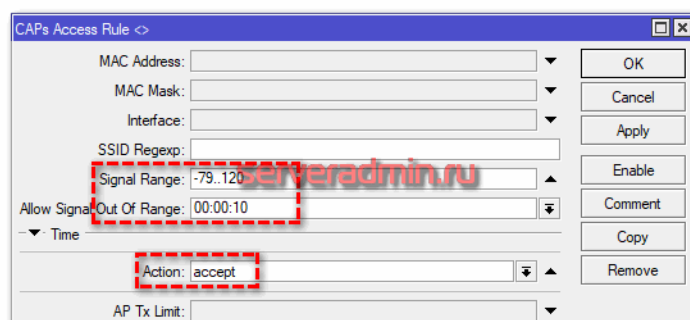 CAPs Access Rule <>
MAC Address:
OK
MAC Mask:
Cancel
Interface:
Apply
SSID Regexp:
Signal Range: -79..120
serveradmin.ru
Enable
Allow Signal Out Of Range: 00:00:10
Comment
Time
Copy
Action: accept
Remove
AP Tx Limit: